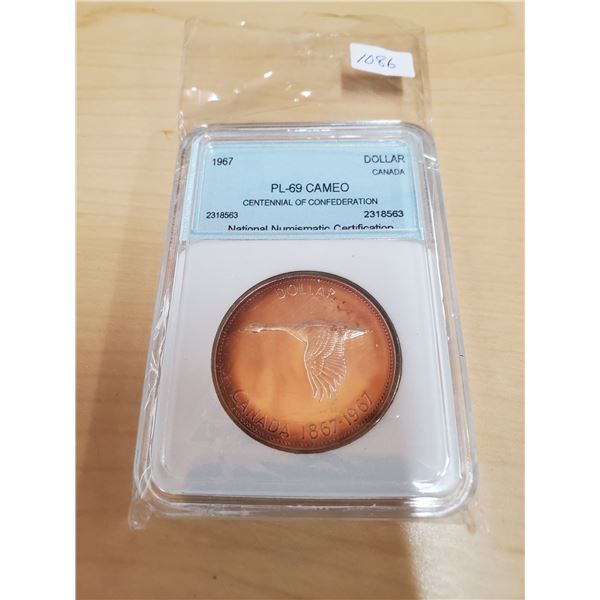 1086
1967 DOLLAR
CANADA
PL-69 CAMEO
CENTENNIAL OF CONFEDERATION
2318563 2318563
National Numismatic Certification
DOLLAR
CANADA 1867-1967